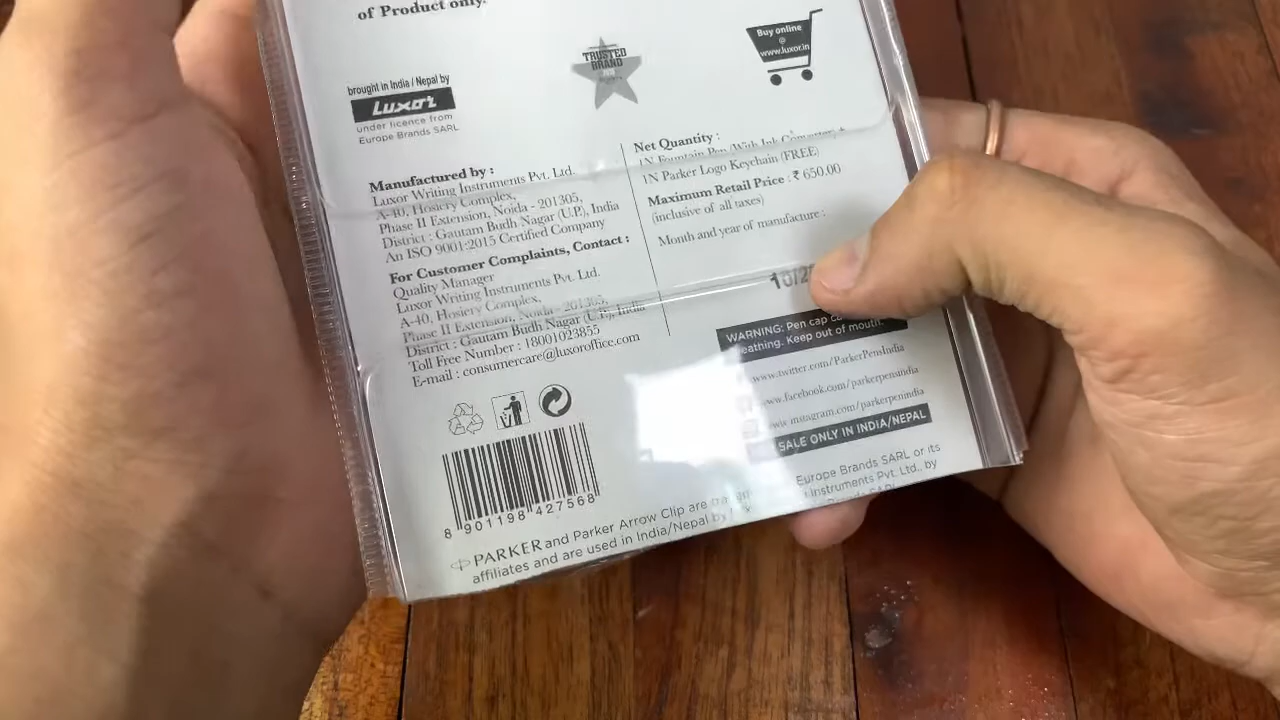 of Product only.
brought in India / Nepal by
Luxor
under licence from
Europe Brands SARL
TRUSTED
BRAND
Buy online
@
www.luxor.in
Manufactured by :
Luxor Writing Instruments Pvt. Ltd.
A-40, Hosiery Complex,
Phase II Extension, Noida - 201305,
District : Gautam Budh Nagar (U.P.), India
An ISO 9001:2015 Certified Company
For Customer Complaints, Contact :
Quality Manager
Luxor Writing Instruments Pvt. Ltd.
A-40, Hosiery Complex,
Phase II Extension, Noida - 201305,
District : Gautam Budh Nagar (U.P.), India
Toll Free Number : 18001023855
E-mail : consumercare@luxoroffice.com
Net Quantity :
1N Fountain Pen (With Ink Converter) +
1N Parker Logo Keychain (FREE)
Maximum Retail Price : ₹ 650.00
(inclusive of all taxes)
Month and year of manufacture :
10/2
WARNING: Pen cap
Keep out of mouth.
www.twitter.com/ParkerPensIndia
www.facebook.com/parkerpenindia
www.instagram.com/parkerpenindia
SALE ONLY IN INDIA/NEPAL
8 901198 427568
PARKER and Parker Arrow Clip are Europe Brands SARL or its
affiliates and are used in India/Nepal by Instruments Pvt. Ltd., by